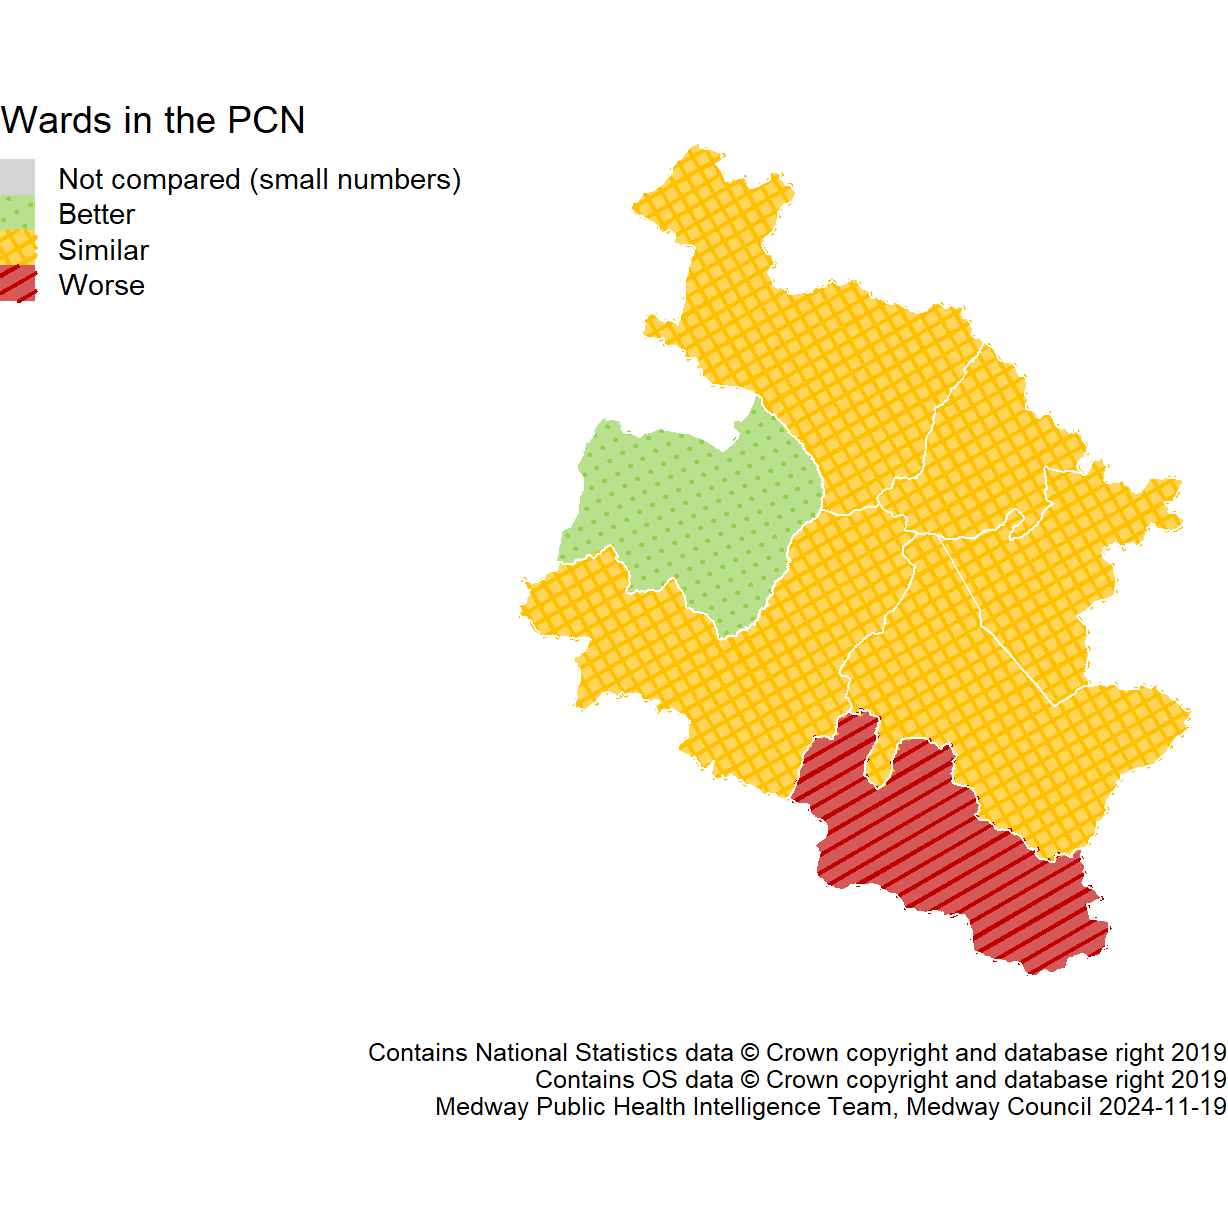 Wards in the PCN
Not compared (small numbers)
Better
Similar
Worse
Contains National Statistics data © Crown copyright and database right 2019
Contains OS data © Crown copyright and database right 2019
Medway Public Health Intelligence Team, Medway Council 2024-11-19